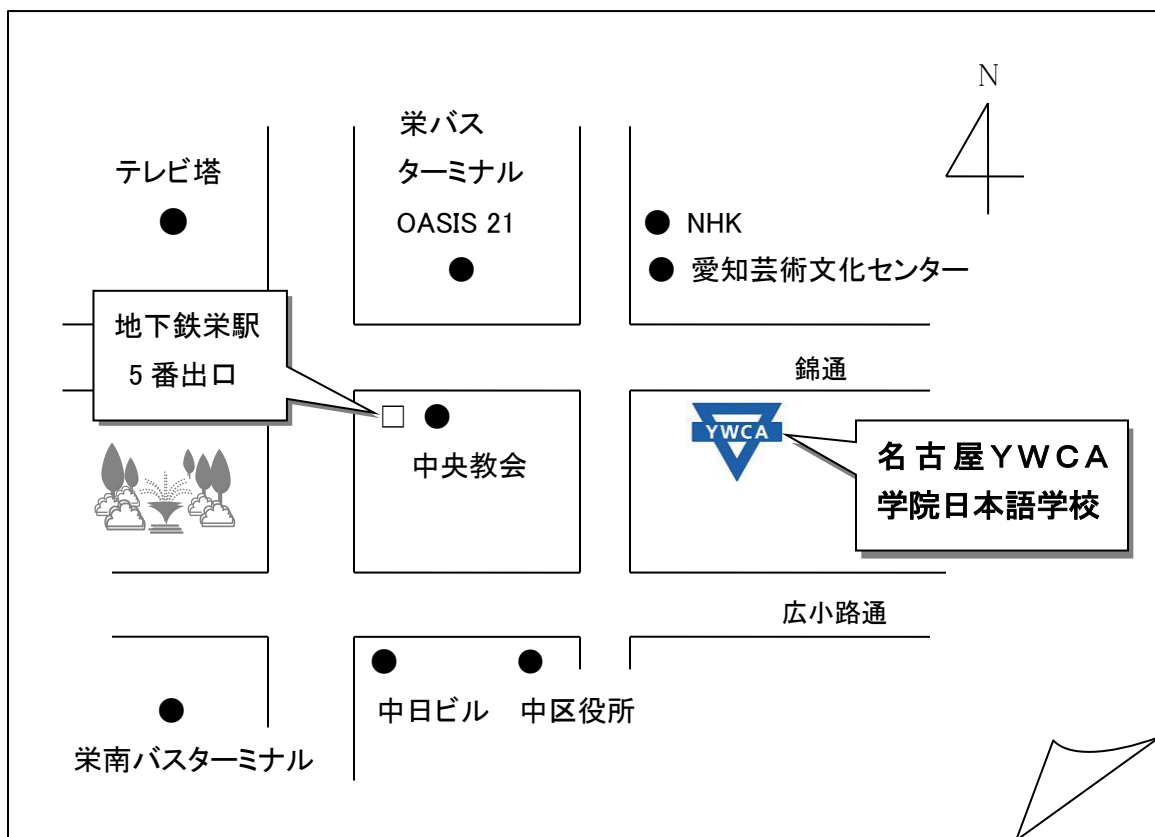 N
栄バス
ターミナル
OASIS 21
テレビ塔
NHK
愛知芸術文化センター
地下鉄栄駅
5番出口
錦通
中央教会
YWCA
名古屋YWCA
学院日本語学校
広小路通
中日ビル
中区役所
栄南バスターミナル